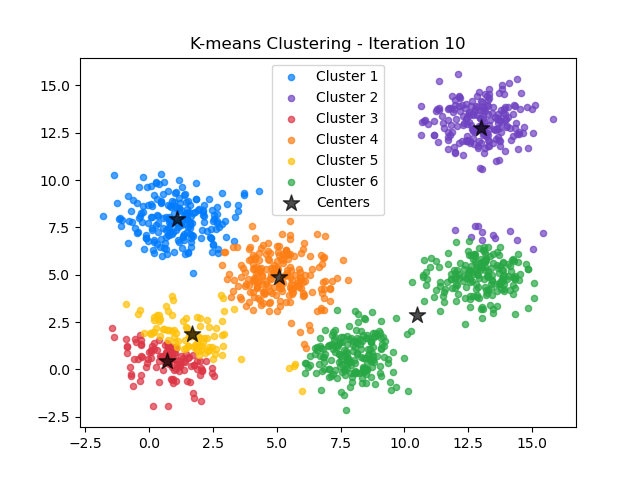 K-means Clustering - Iteration 10
Cluster 1
Cluster 2
Cluster 3
Cluster 4
Cluster 5
Cluster 6
Centers
15.0
12.5
10.0
7.5
5.0
2.5
0.0
−2.5
−2.5 0.0 2.5 5.0 7.5 10.0 12.5 15.0